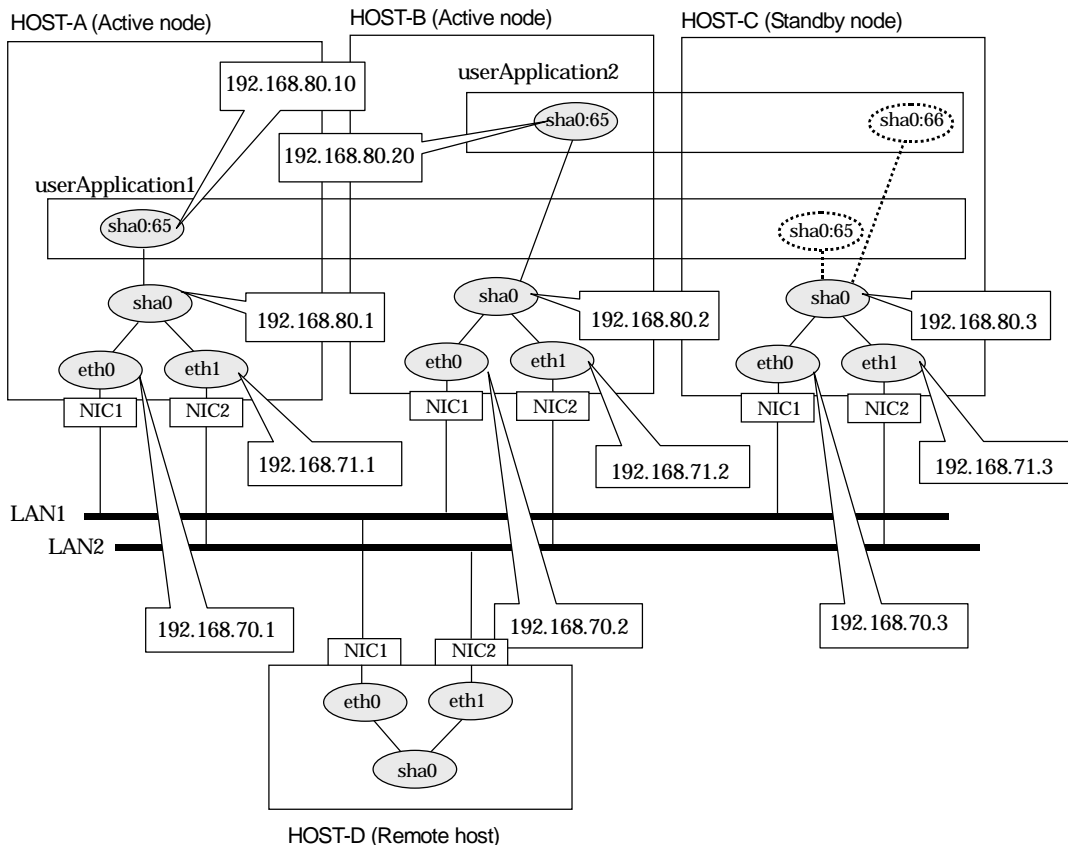 HOST-A (Active node)
HOST-B (Active node)
HOST-C (Standby node)
192.168.80.10
userApplication2
sha0:65
sha0:66
192.168.80.20
userApplication1
sha0:65
sha0:65
sha0
sha0
sha0
192.168.80.1
192.168.80.2
192.168.80.3
eth0
eth1
eth0
eth1
eth0
eth1
NIC1
NIC2
NIC1
NIC2
NIC1
NIC2
192.168.71.1
192.168.71.2
192.168.71.3
LAN1
LAN2
192.168.70.1
192.168.70.2
192.168.70.3
NIC1
NIC2
eth0
eth1
sha0
HOST-D (Remote host)